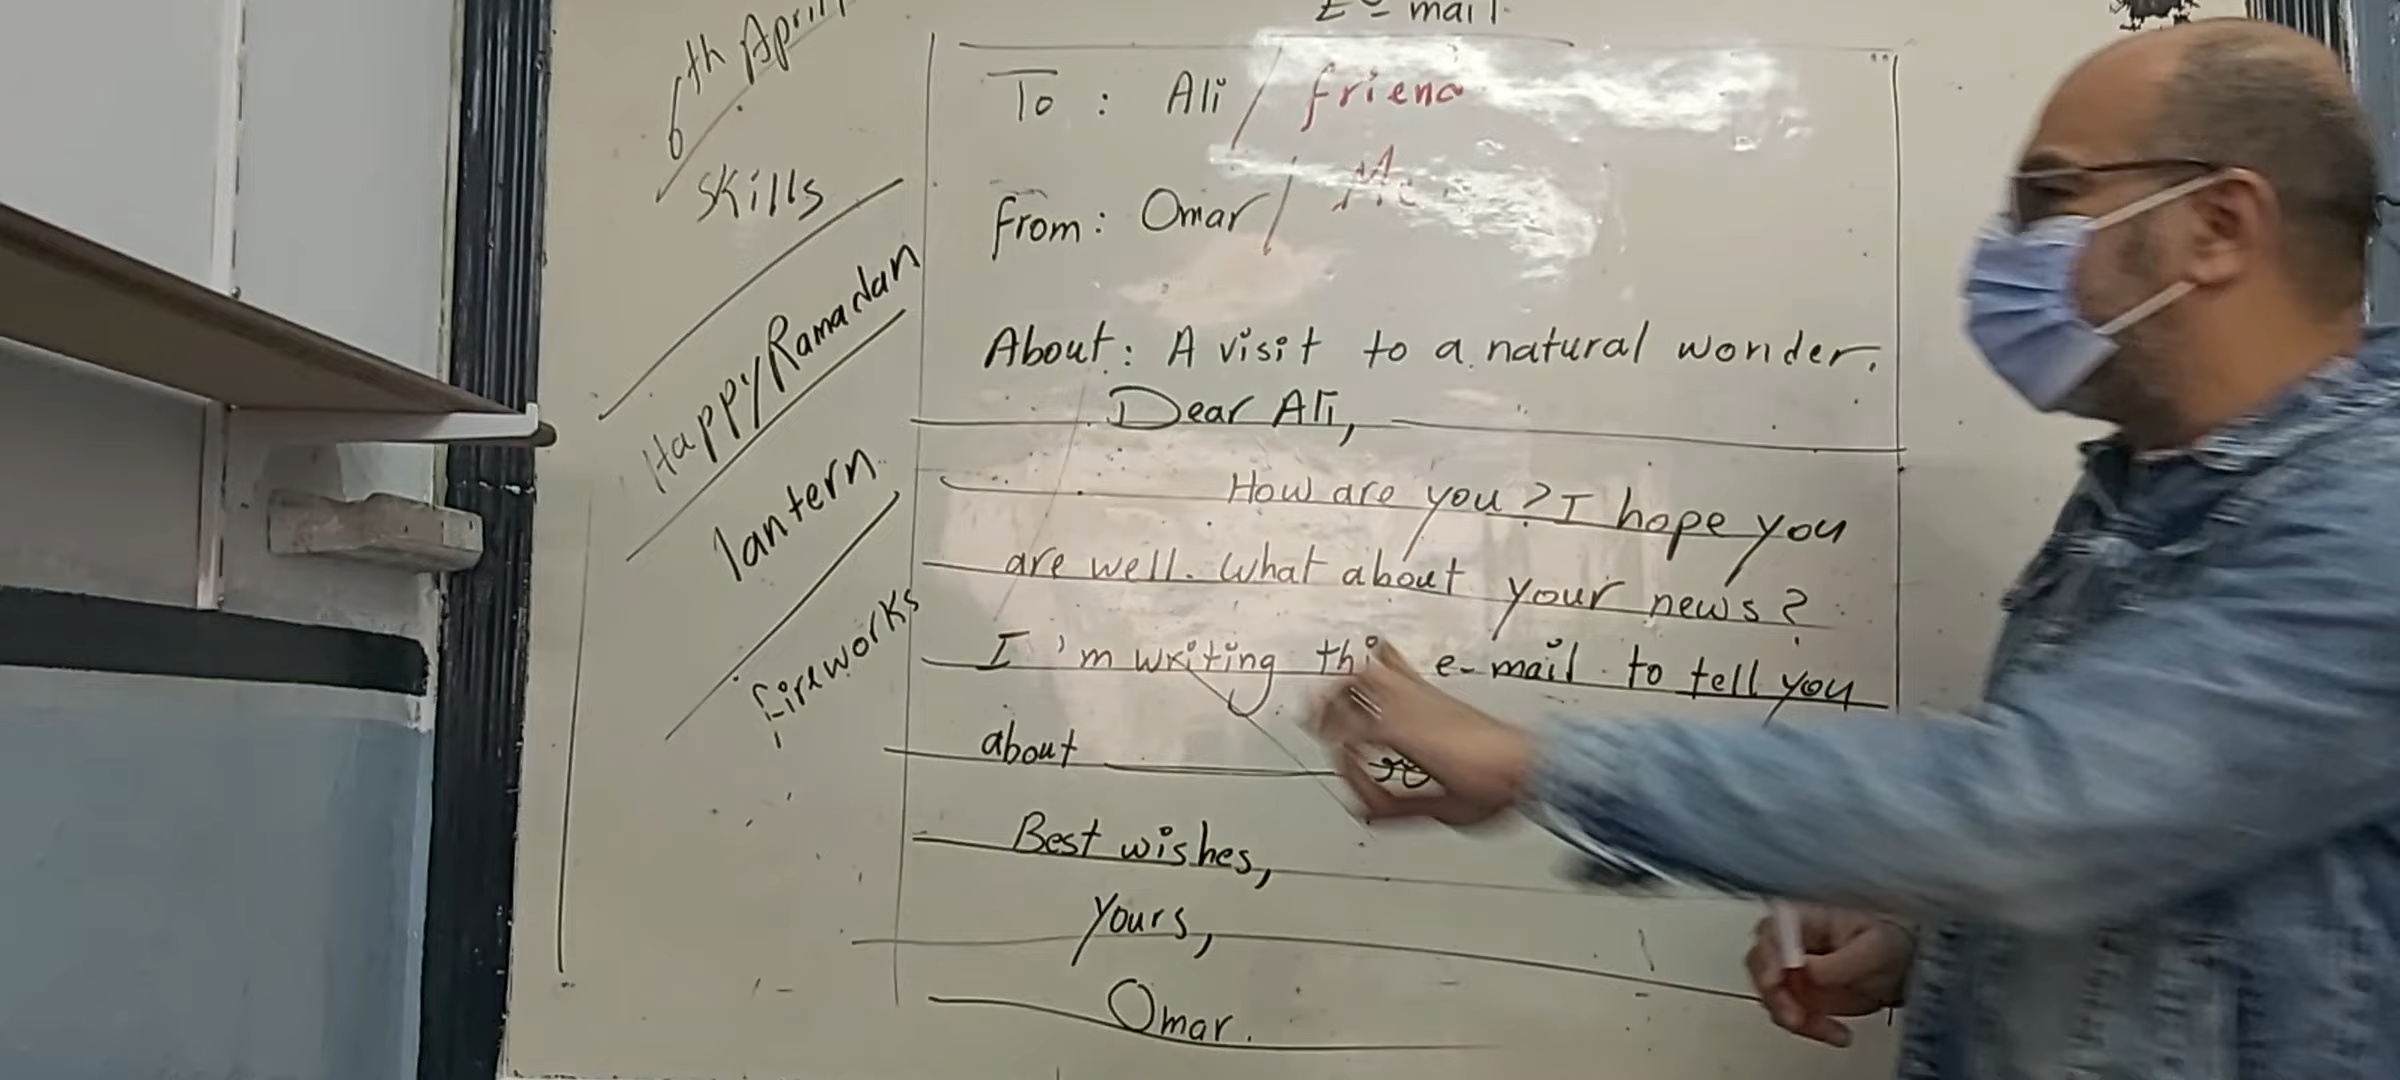 6th April
Skills
Happy Ramadan
lantern
fireworks
E-mail
To : Ali / friend
From : Omar / Me
About : A visit to a natural wonder.
Dear Ali,
How are you? I hope you
are well. What about your news?
I'm writing this e-mail to tell you
about
Best wishes,
yours,
Omar.